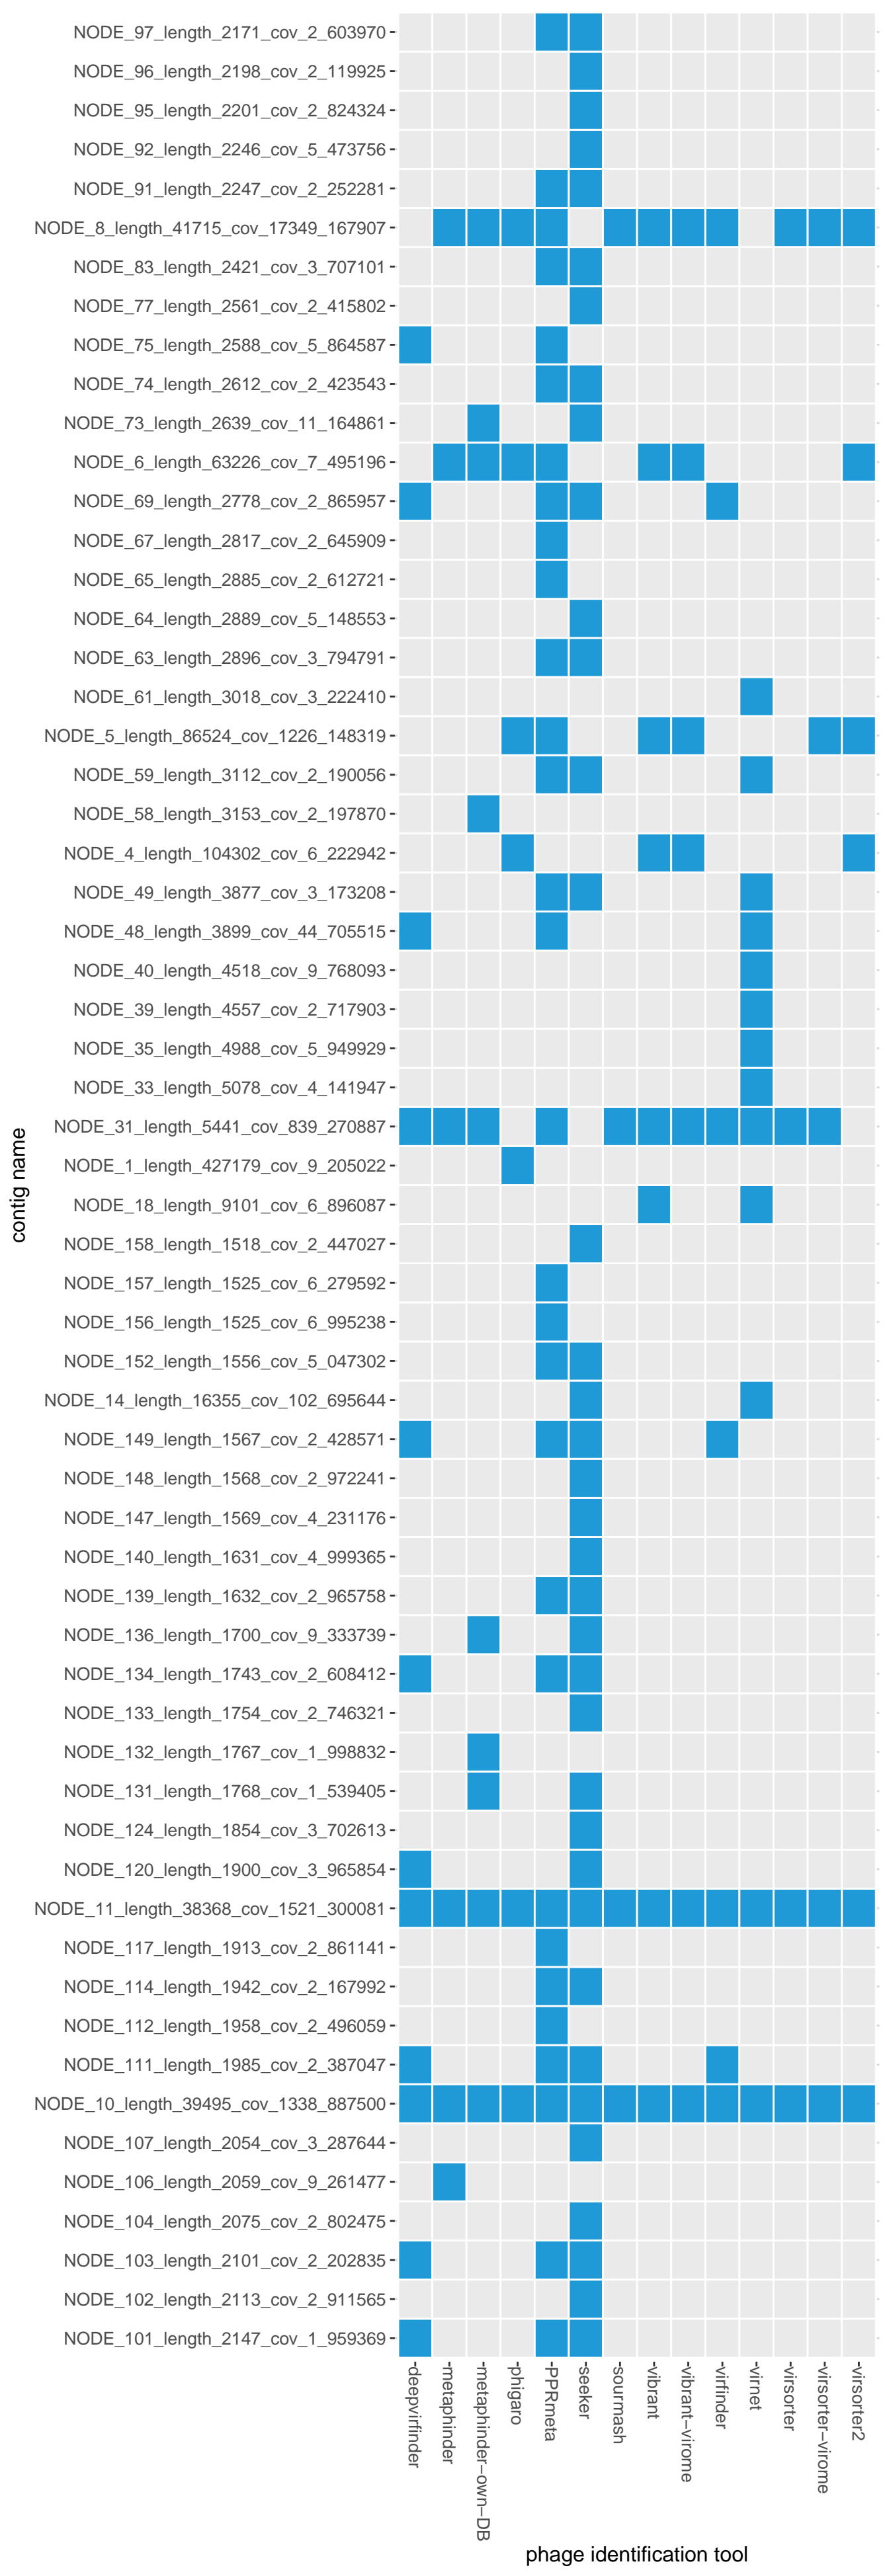 NODE_97_length_2171_cov_2_603970
NODE_96_length_2198_cov_2_119925
NODE_95_length_2201_cov_2_824324
NODE_92_length_2246_cov_5_473756
NODE_91_length_2247_cov_2_252281
NODE_8_length_41715_cov_17349_167907
NODE_83_length_2421_cov_3_707101
NODE_77_length_2561_cov_2_415802
NODE_75_length_2588_cov_5_864587
NODE_74_length_2612_cov_2_423543
NODE_73_length_2639_cov_11_164861
NODE_6_length_63226_cov_7_495196
NODE_69_length_2778_cov_2_865957
NODE_67_length_2817_cov_2_645909
NODE_65_length_2885_cov_2_612721
NODE_64_length_2889_cov_5_148553
NODE_63_length_2896_cov_3_794791
NODE_61_length_3018_cov_3_222410
NODE_5_length_86524_cov_1226_148319
NODE_59_length_3112_cov_2_190056
NODE_58_length_3153_cov_2_197870
NODE_4_length_104302_cov_6_222942
NODE_49_length_3877_cov_3_173208
NODE_48_length_3899_cov_44_705515
NODE_40_length_4518_cov_9_768093
NODE_39_length_4557_cov_2_717903
NODE_35_length_4988_cov_5_949929
NODE_33_length_5078_cov_4_141947
NODE_31_length_5441_cov_839_270887
NODE_1_length_427179_cov_9_205022
NODE_18_length_9101_cov_6_896087
NODE_158_length_1518_cov_2_447027
NODE_157_length_1525_cov_6_279592
NODE_156_length_1525_cov_6_995238
NODE_152_length_1556_cov_5_047302
NODE_14_length_16355_cov_102_695644
NODE_149_length_1567_cov_2_428571
NODE_148_length_1568_cov_2_972241
NODE_147_length_1569_cov_4_231176
NODE_140_length_1631_cov_4_999365
NODE_139_length_1632_cov_2_965758
NODE_136_length_1700_cov_9_333739
NODE_134_length_1743_cov_2_608412
NODE_133_length_1754_cov_2_746321
NODE_132_length_1767_cov_1_998832
NODE_131_length_1768_cov_1_539405
NODE_124_length_1854_cov_3_702613
NODE_120_length_1900_cov_3_965854
NODE_11_length_38368_cov_1521_300081
NODE_117_length_1913_cov_2_861141
NODE_114_length_1942_cov_2_167992
NODE_112_length_1958_cov_2_496059
NODE_111_length_1985_cov_2_387047
NODE_10_length_39495_cov_1338_887500
NODE_107_length_2054_cov_3_287644
NODE_106_length_2059_cov_9_261477
NODE_104_length_2075_cov_2_802475
NODE_103_length_2101_cov_2_202835
NODE_102_length_2113_cov_2_911565
NODE_101_length_2147_cov_1_959369
contig name
deepvirfinder
metaphinder
metaphinder−own−DB
phigaro
PPRmeta
seeker
sourmash
vibrant
vibrant−virome
virfinder
virnet
virsorter
virsorter−virome
virsorter2
phage identification tool